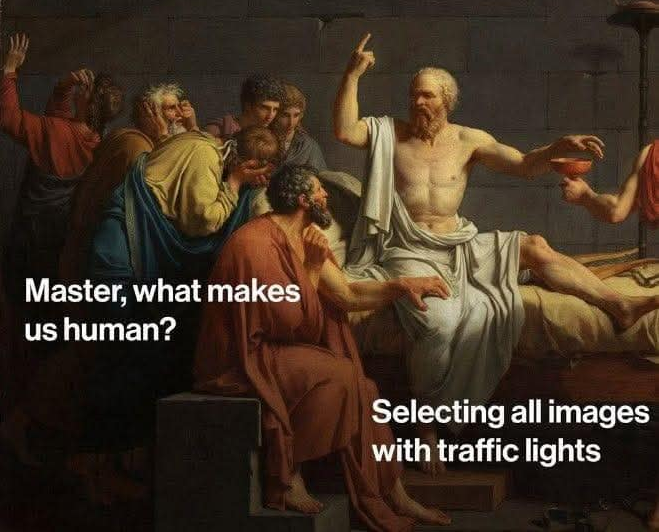 Master, what makes
us human?
Selecting all images
with traffic lights